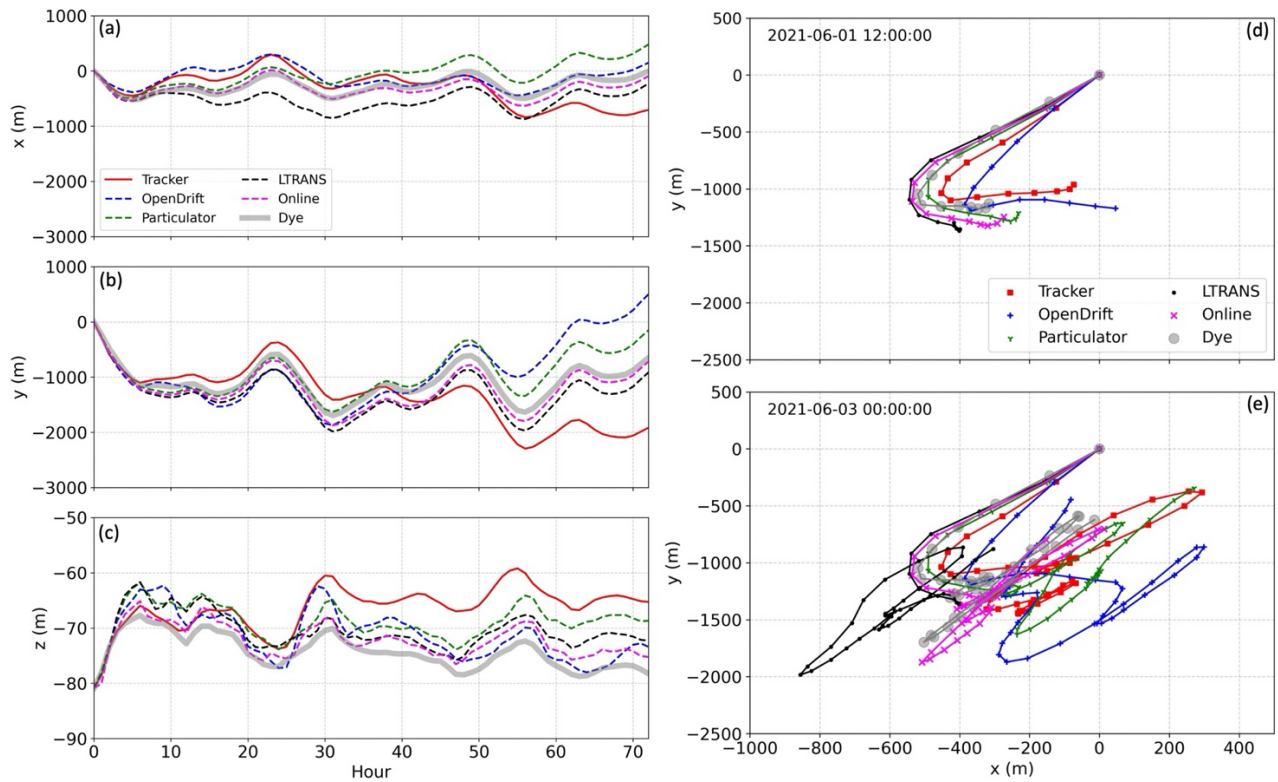 (a)
1000
0
−1000
−2000
−3000
x (m)
Tracker
OpenDrift
Particulator
LTRANS
Online
Dye
(b)
1000
0
−1000
−2000
−3000
y (m)
(c)
−50
−60
−70
−80
−90
z (m)
0 10 20 30 40 50 60 70
Hour
(d)
2021-06-01 12:00:00
500
0
−500
−1000
−1500
−2000
−2500
y (m)
Tracker
OpenDrift
Particulator
LTRANS
Online
Dye
(e)
2021-06-03 00:00:00
500
0
−500
−1000
−1500
−2000
−2500
y (m)
−1000 −800 −600 −400 −200 0 200 400
x (m)